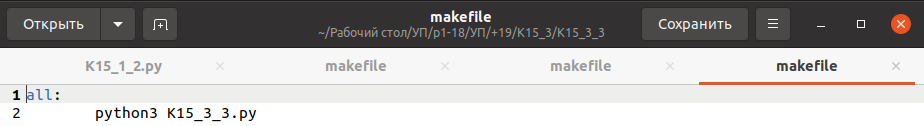 Открыть
makefile
~/Рабочий стол/УП/р1-18/УП/+19/K15_3/K15_3_3
Сохранить
K15_1_2.py
makefile
makefile
makefile
1 all:
2 python3 K15_3_3.py